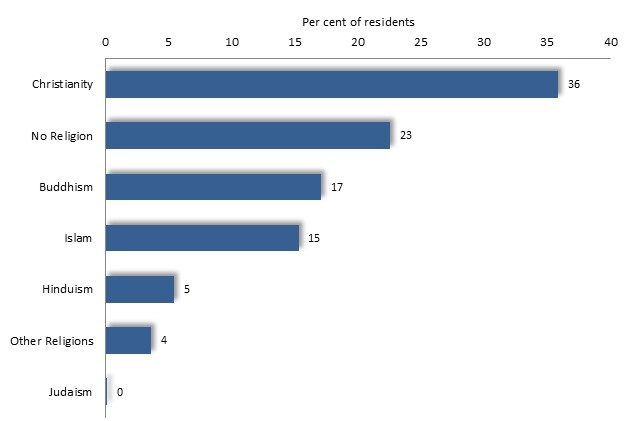 Per cent of residents
0 5 10 15 20 25 30 35 40
Christianity 36
No Religion 23
Buddhism 17
Islam 15
Hinduism 5
Other Religions 4
Judaism 0